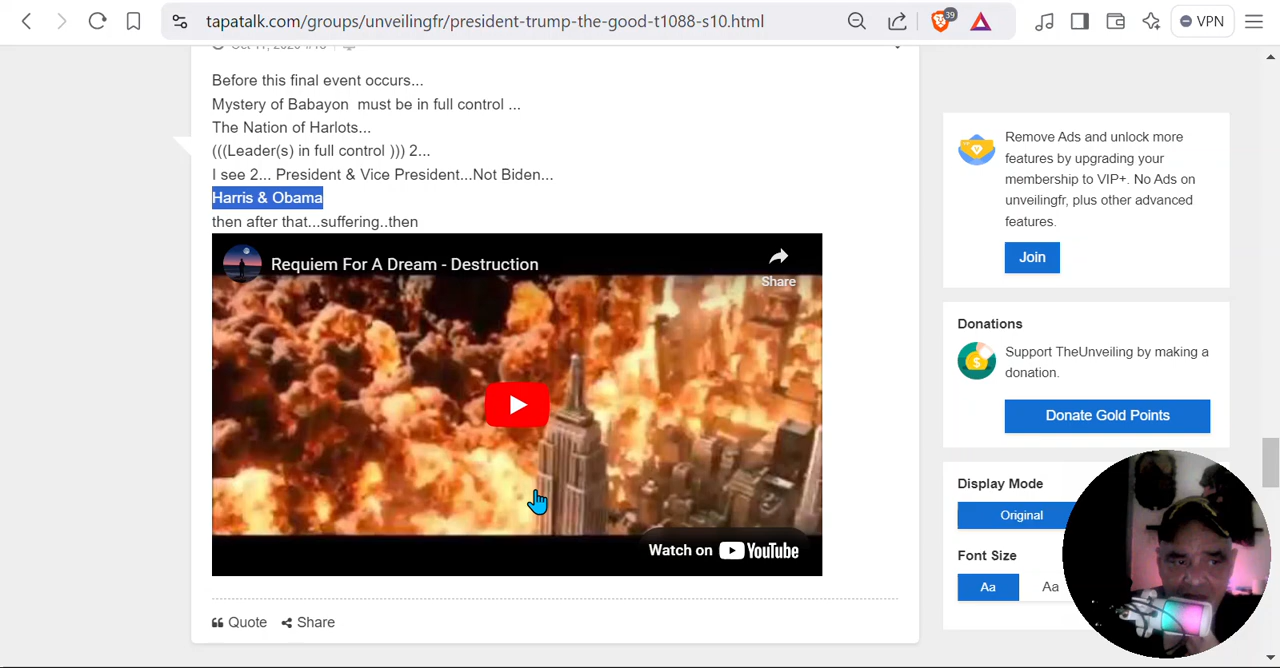 tapatalk.com/groups/unveilingfr/president-trump-the-good-t1088-s10.html
39
VPN
Before this final event occurs...
Mystery of Babayon must be in full control ...
The Nation of Harlots...
(((Leader(s) in full control ))) 2...
I see 2... President & Vice President...Not Biden...
Harris & Obama
then after that...suffering..then
Requiem For A Dream - Destruction
Share
Watch on YouTube
Quote
Share
Remove Ads and unlock more
features by upgrading your
membership to VIP+. No Ads on
unveilingfr, plus other advanced
features.
Join
Donations
Support TheUnveiling by making a
donation.
Donate Gold Points
Display Mode
Original
Font Size
Aa
Aa